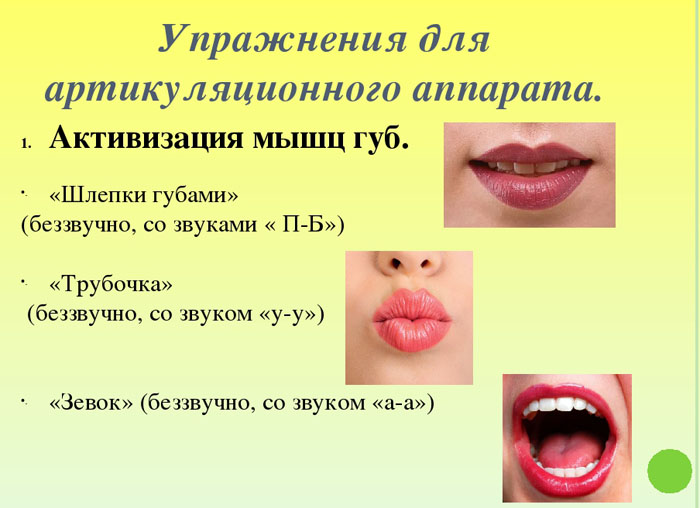 Упражнения для
артикуляционного аппарата.
1. Активизация мышц губ.
· «Шлепки губами»
(беззвучно, со звуками « П-Б»)
· «Трубочка»
(беззвучно, со звуком «у-у»)
· «Зевок» (беззвучно, со звуком «а-а»)